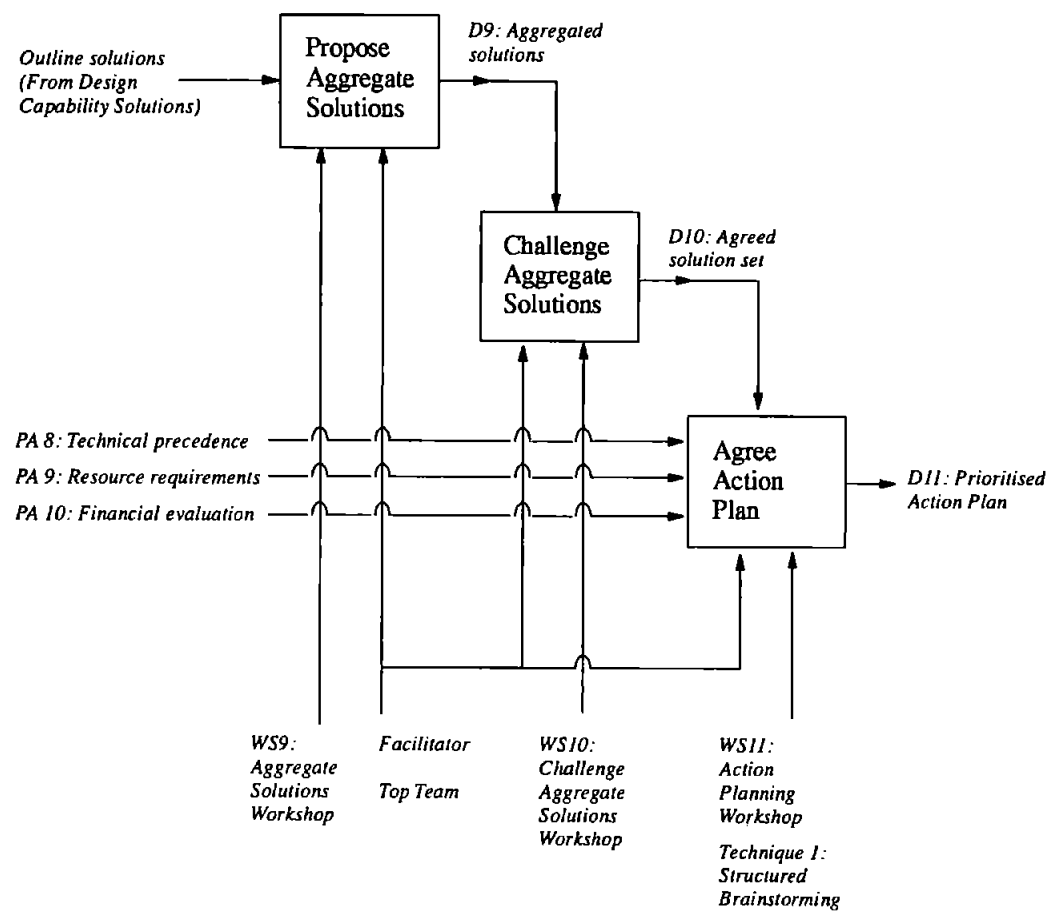 Outline solutions
(From Design
Capability Solutions)
Propose
Aggregate
Solutions
D9: Aggregated
solutions
Challenge
Aggregate
Solutions
D10: Agreed
solution set
PA 8: Technical precedence
PA 9: Resource requirements
PA 10: Financial evaluation
Agree
Action
Plan
D11: Prioritised
Action Plan
WS9:
Aggregate
Solutions
Workshop
Facilitator
Top Team
WS10:
Challenge
Aggregate
Solutions
Workshop
WS11:
Action
Planning
Workshop
Technique 1:
Structured
Brainstorming